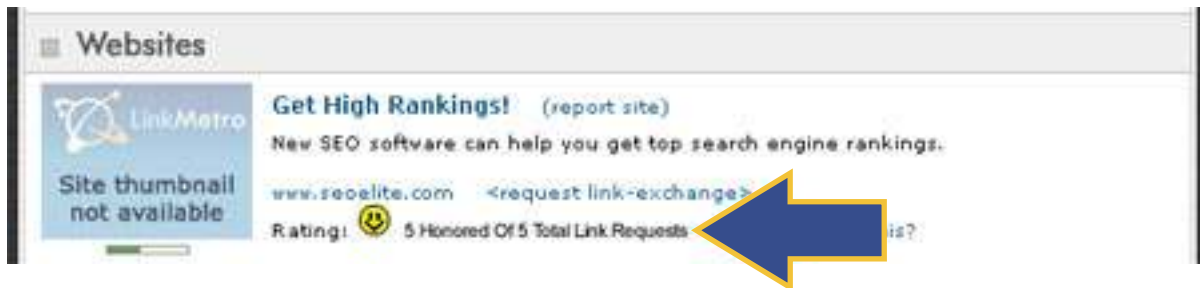 Websites
LinkMetro
Site thumbnail
not available
Get High Rankings! (report site)
New SEO software can help you get top search engine rankings.
www.seoelite.com <request link-exchange>
Rating: 5 Honored Of 5 Total Link Requests is?